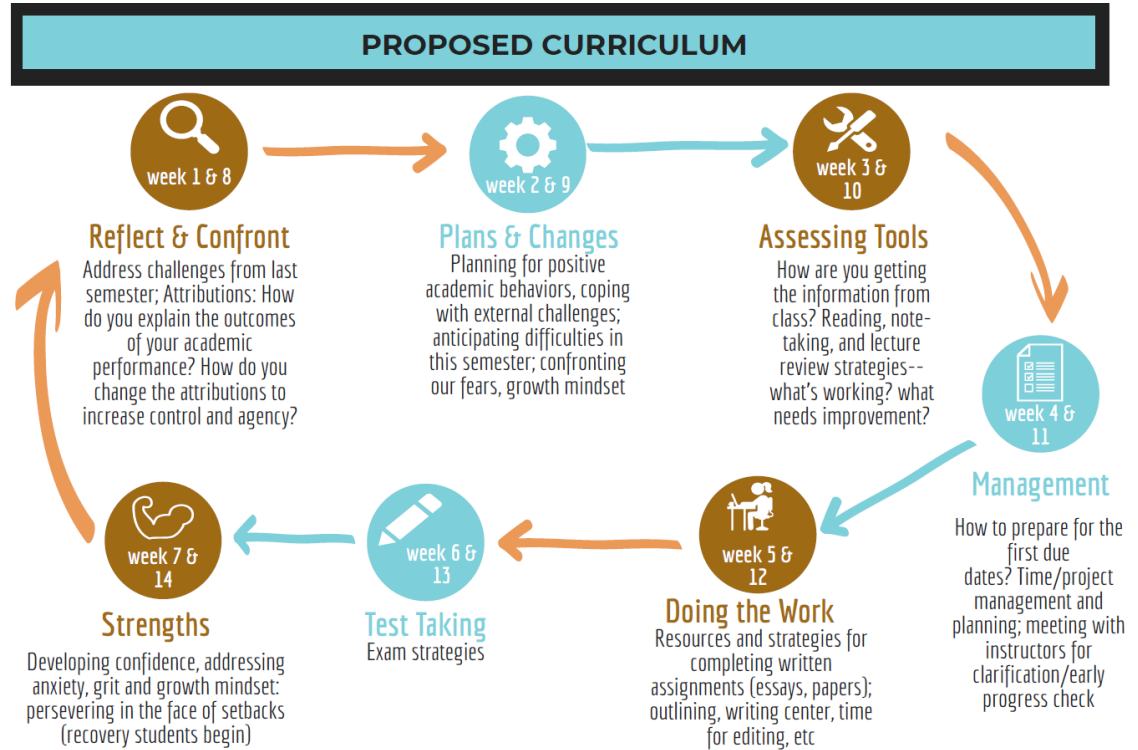 PROPOSED CURRICULUM
week 1 & 8
Reflect & Confront
Address challenges from last
semester; Attributions: How
do you explain the outcomes
of your academic
performance? How do you
change the attributions to
increase control and agency?
week 2 & 9
Plans & Changes
Planning for positive
academic behaviors, coping
with external challenges;
anticipating difficulties in
this semester; confronting
our fears, growth mindset
week 3 &
10
Assessing Tools
How are you getting
the information from
class? Reading, note-
taking, and lecture
review strategies--
what's working? what
needs improvement?
week 4 &
11
Management
How to prepare for the
first due
dates? Time/project
management and
planning; meeting with
instructors for
clarification/early
progress check
week 5 &
12
Doing the Work
Resources and strategies for
completing written
assignments (essays, papers);
outlining, writing center, time
for editing, etc
week 6 &
13
Test Taking
Exam strategies
week 7 &
14
Strengths
Developing confidence, addressing
anxiety, grit and growth mindset:
persevering in the face of setbacks
(recovery students begin)